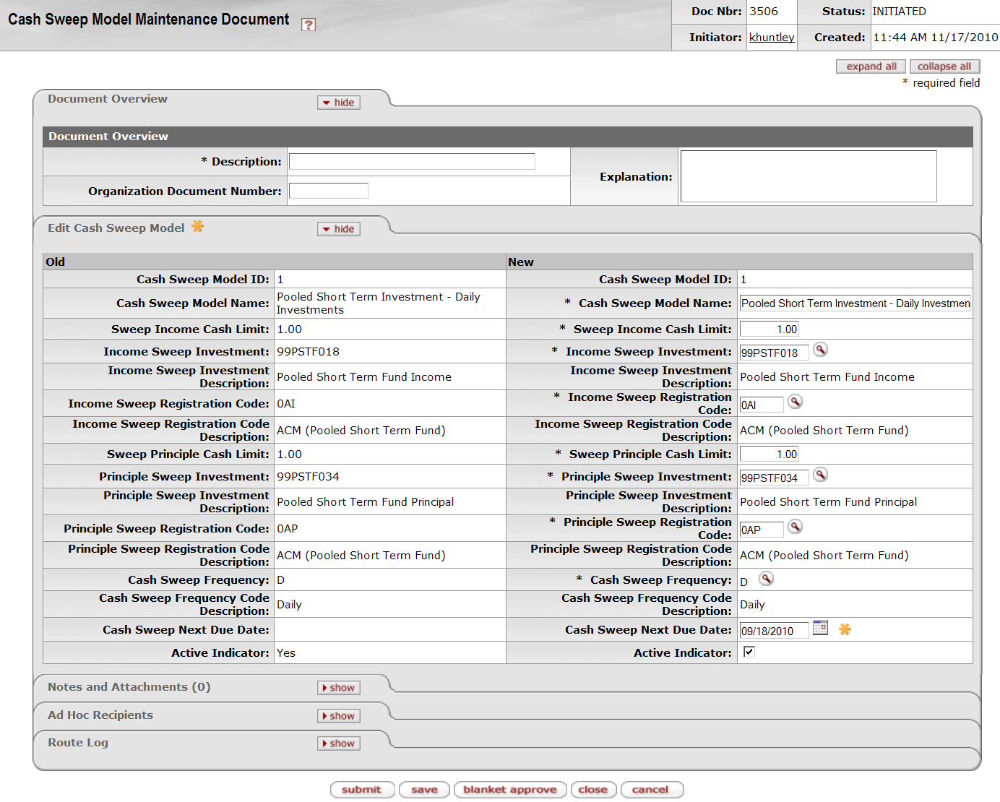 Cash Sweep Model Maintenance Document ?
Doc Nbr: 3506 Status: INITIATED
Initiator: khuntley Created: 11:44 AM 11/17/2010
expand all collapse all
* required field
Document Overview hide
Document Overview
* Description:
Explanation:
Organization Document Number:
Edit Cash Sweep Model hide
Old New
Cash Sweep Model ID: 1 Cash Sweep Model ID: 1
Cash Sweep Model Name: Pooled Short Term Investment - Daily Investments * Cash Sweep Model Name: Pooled Short Term Investment - Daily Investmen
Sweep Income Cash Limit: 1.00 * Sweep Income Cash Limit: 1.00
Income Sweep Investment: 99PSTF018 * Income Sweep Investment: 99PSTF018
Income Sweep Investment Description: Pooled Short Term Fund Income Income Sweep Investment Description: Pooled Short Term Fund Income
Income Sweep Registration Code: 0AI * Income Sweep Registration Code: 0AI
Income Sweep Registration Code Description: ACM (Pooled Short Term Fund) Income Sweep Registration Code Description: ACM (Pooled Short Term Fund)
Sweep Principle Cash Limit: 1.00 * Sweep Principle Cash Limit: 1.00
Principle Sweep Investment: 99PSTF034 * Principle Sweep Investment: 99PSTF034
Principle Sweep Investment Description: Pooled Short Term Fund Principal Principle Sweep Investment Description: Pooled Short Term Fund Principal
Principle Sweep Registration Code: 0AP * Principle Sweep Registration Code: 0AP
Principle Sweep Registration Code Description: ACM (Pooled Short Term Fund) Principle Sweep Registration Code Description: ACM (Pooled Short Term Fund)
Cash Sweep Frequency: D * Cash Sweep Frequency: D
Cash Sweep Frequency Code Description: Daily Cash Sweep Frequency Code Description: Daily
Cash Sweep Next Due Date: Cash Sweep Next Due Date: 09/18/2010
Active Indicator: Yes Active Indicator:
Notes and Attachments (0) show
Ad Hoc Recipients show
Route Log show
submit save blanket approve close cancel